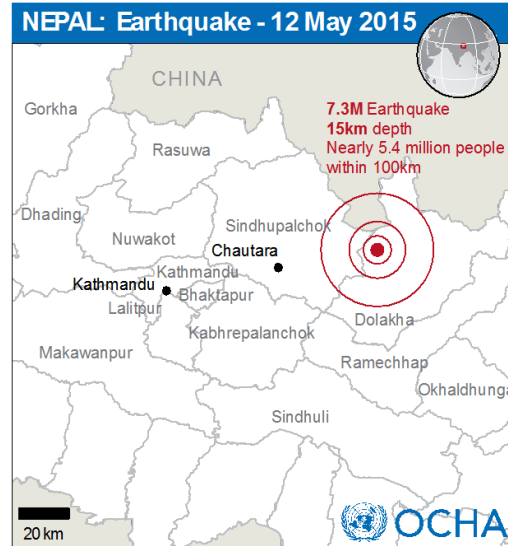 NEPAL: Earthquake - 12 May 2015
CHINA
7.3M Earthquake
15km depth
Nearly 5.4 million people
within 100km
Gorkha
Rasuwa
Dhading
Nuwakot
Sindhupalchok
Chautara
Kathmandu
Kathmandu
Bhaktapur
Lalitpur
Kabhrepalanchok
Dolakha
Makawanpur
Ramechhap
Okhaldhunga
Sindhuli
20 km
OCHA